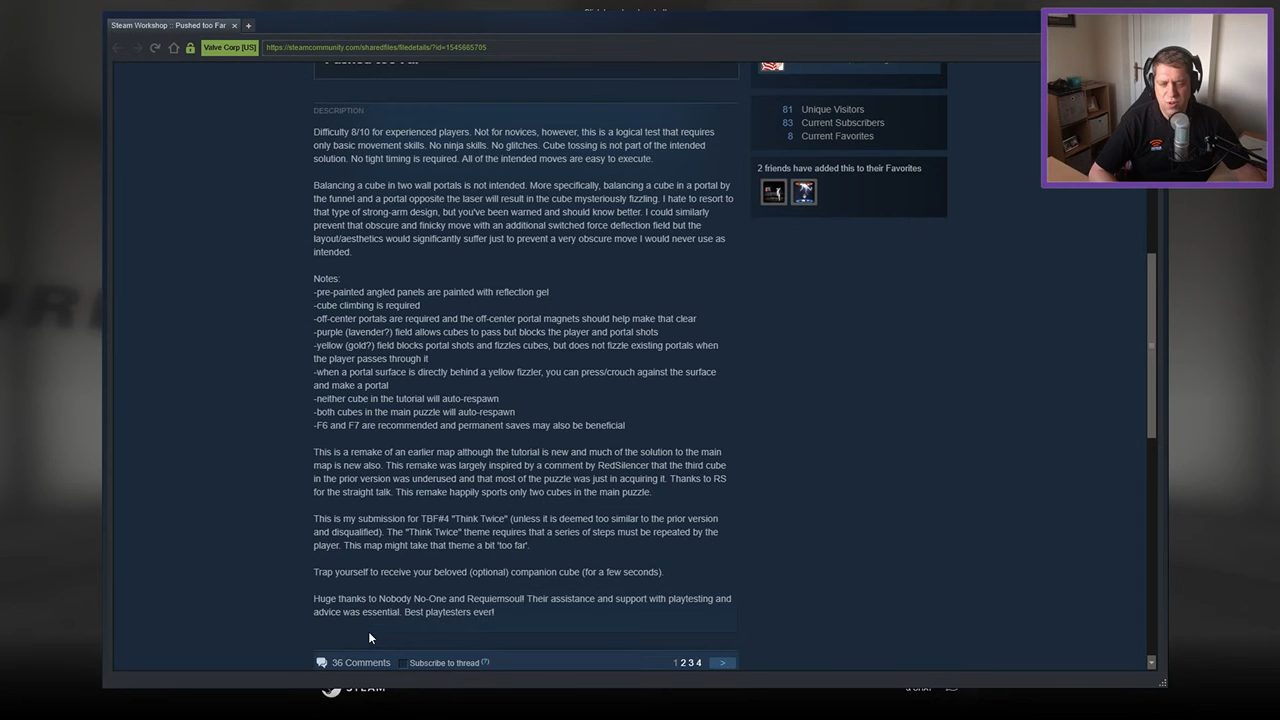 Steam Workshop :: Pushed too Far
Valve Corp [US]
https://steamcommunity.com/sharedfiles/filedetails/?id=1545665705
DESCRIPTION
Difficulty 8/10 for experienced players. Not for novices, however, this is a logical test that requires
only basic movement skills. No ninja skills. No glitches. Cube tossing is not part of the intended
solution. No tight timing is required. All of the intended moves are easy to execute.
Balancing a cube in two wall portals is not intended. More specifically, balancing a cube in a portal by
the funnel and a portal opposite the laser will result in the cube mysteriously fizzling. I hate to resort to
that type of strong-arm design, but you've been warned and should know better. I could similarly
prevent that obscure and finicky move with an additional switched force deflection field but the
layout/aesthetics would significantly suffer just to prevent a very obscure move I would never use as
intended.
Notes:
-pre-painted angled panels are painted with reflection gel
-cube climbing is required
-off-center portals are required and the off-center portal magnets should help make that clear
-purple (lavender?) field allows cubes to pass but blocks the player and portal shots
-yellow (gold?) field blocks portal shots and fizzles cubes, but does not fizzle existing portals when
the player passes through it
-when a portal surface is directly behind a yellow fizzler, you can press/crouch against the surface
and make a portal
-neither cube in the tutorial will auto-respawn
-both cubes in the main puzzle will auto-respawn
-F6 and F7 are recommended and permanent saves may also be beneficial
This is a remake of an earlier map although the tutorial is new and much of the solution to the main
map is new also. This remake was largely inspired by a comment by RedSilencer that the third cube
in the prior version was underused and that most of the puzzle was just in acquiring it. Thanks to RS
for the straight talk. This remake happily sports only two cubes in the main puzzle.
This is my submission for TBF#4 "Think Twice" (unless it is deemed too similar to the prior version
and disqualified). The "Think Twice" theme requires that a series of steps must be repeated by the
player. This map might take that theme a bit 'too far'.
Trap yourself to receive your beloved (optional) companion cube (for a few seconds).
Huge thanks to Nobody No-One and Requiemsoul! Their assistance and support with playtesting and
advice was essential. Best playtesters ever!
36 Comments
Subscribe to thread (?)
1 2 3 4 >
81 Unique Visitors
83 Current Subscribers
8 Current Favorites
2 friends have added this to their Favorites
STEAM